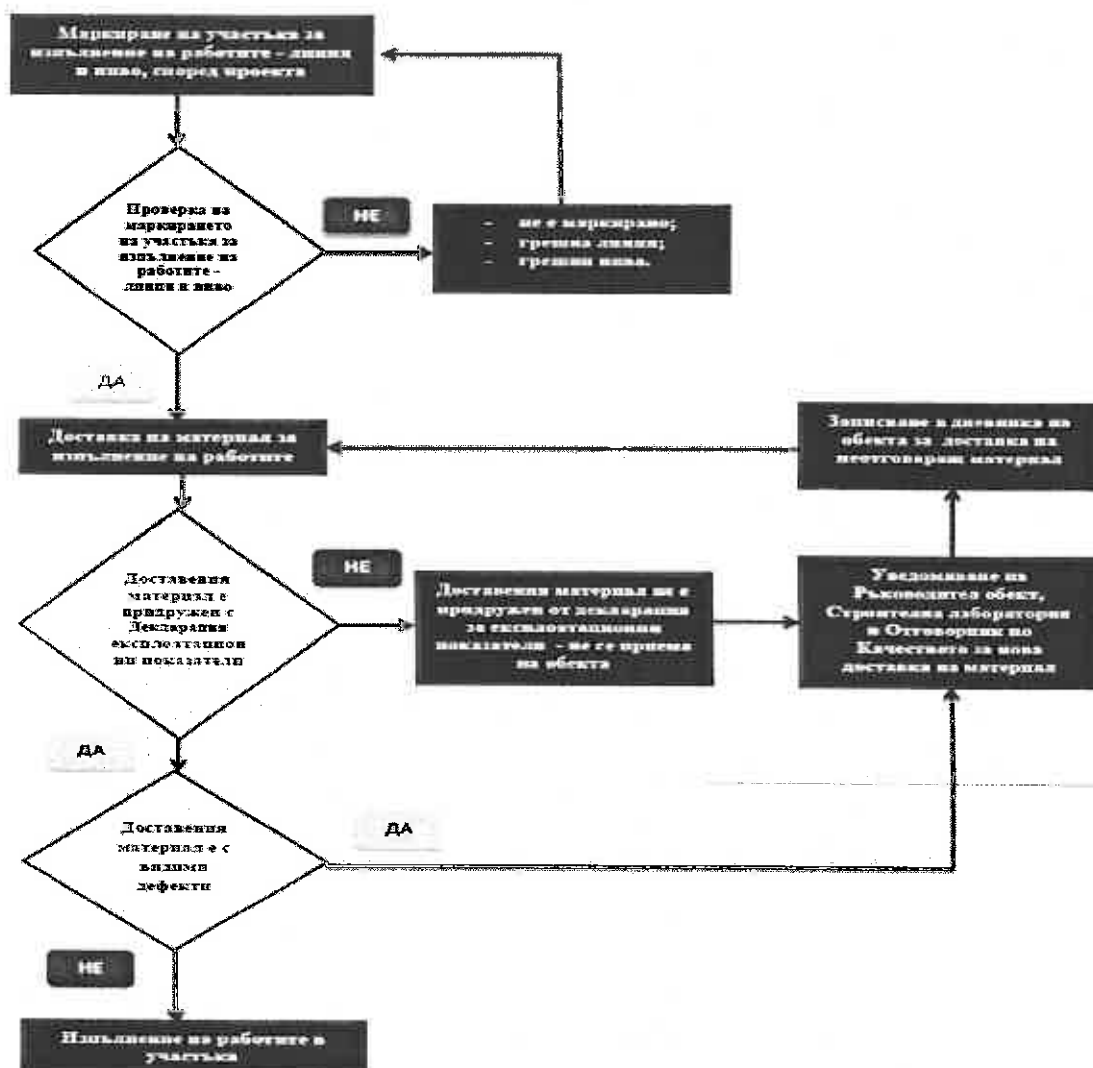 Маркиране на участъка за
изпълнение на работите - линия
и ниво, според проекта
Проверка на
маркирането
на участъка за
изпълнение на
работите -
линия и ниво
НЕ
- не е маркирано;
- грешна линия;
- грешни нива.
ДА
Доставка на материал за
изпълнение на работите
Записване в дневника на
обекта за доставка на
неотговарящ материал
Доставения
материал е
придружен с
Декларация
експлоатацион
ни показатели
НЕ
Доставения материал не е
придружен от декларация
за експлоатационни
показатели - не се приема
на обекта
Уведомяване на
Ръководител обект,
Строителна лаборатория
и Отговорник по
Качеството за нова
доставка на материал
ДА
Доставения
материал е с
видими
дефекти
ДА
НЕ
Изпълнение на работите в
участъка